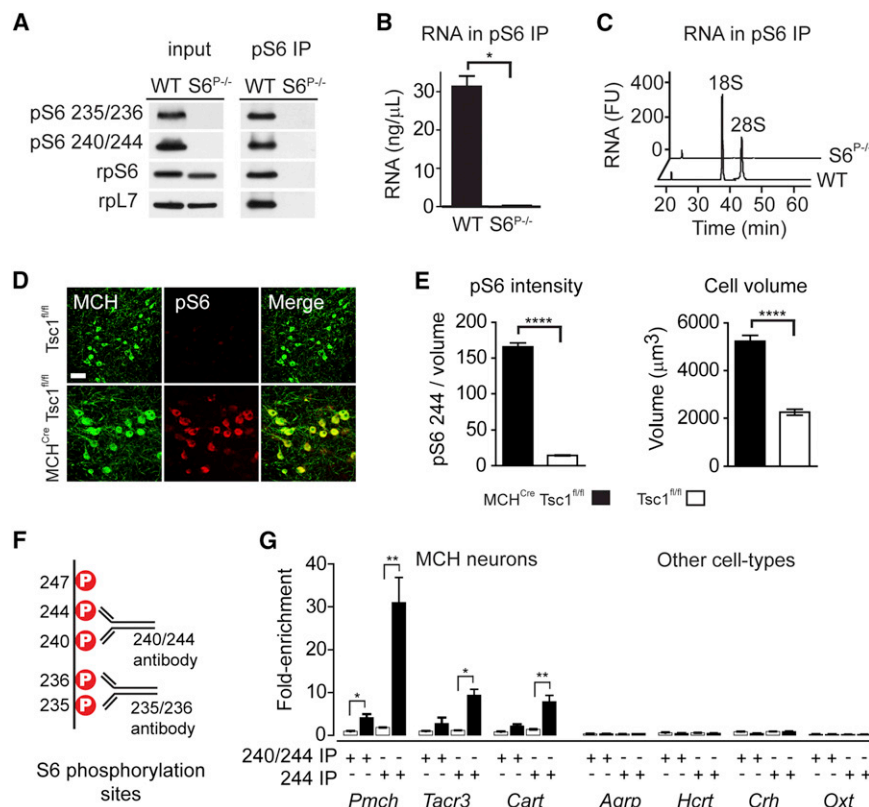 A
input
pS6 IP
WT S6P-/-
WT S6P-/-
pS6 235/236
pS6 240/244
rpS6
rpL7
B
RNA in pS6 IP
*
RNA (ng/μL)
30
20
10
0
WT S6P-/-
C
RNA in pS6 IP
RNA (FU)
400
200
0
18S
28S
S6P-/-
WT
20 30 40 50 60
Time (min)
D
MCH
pS6
Merge
Tsc1fl/fl
MCHCre Tsc1fl/fl
E
pS6 intensity
****
pS6 244 / volume
200
150
100
50
0
Cell volume
****
Volume (μm3)
6000
4000
2000
0
MCHCre Tsc1fl/fl
Tsc1fl/fl
F
247 P
244 P
240 P
240/244
antibody
236 P
235 P
235/236
antibody
S6 phosphorylation
sites
G
MCH neurons
Other cell-types
Fold-enrichment
40
30
20
10
0
*
**
*
**
240/244 IP + + - - + + - - + + - - + + - - + + - - + + - - + + - -
244 IP - - + + - - + + - - + + - - + + - - + + - - + + - - + +
Pmch Tacr3 Cart Agrp Hcrt Crh Oxt